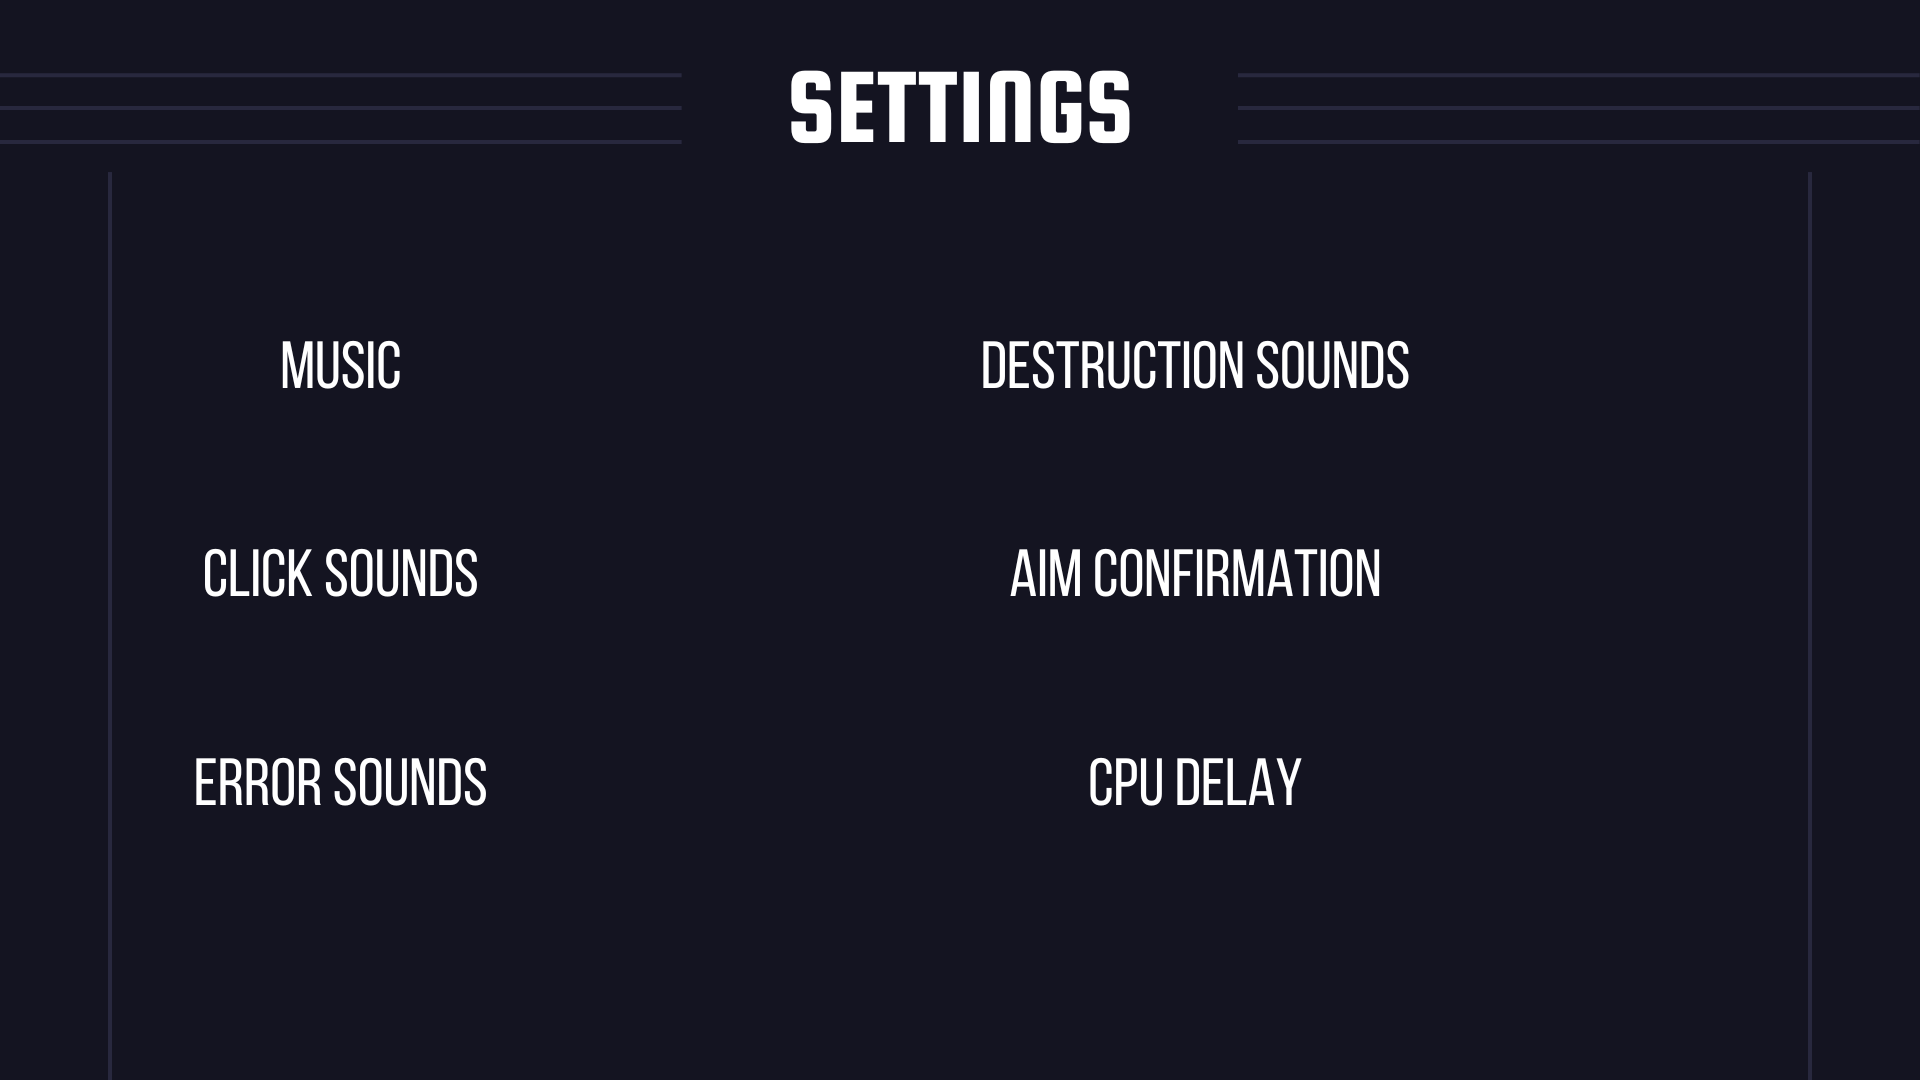 SETTINGS
MUSIC
DESTRUCTION SOUNDS
CLICK SOUNDS
AIM CONFIRMATION
ERROR SOUNDS
CPU DELAY